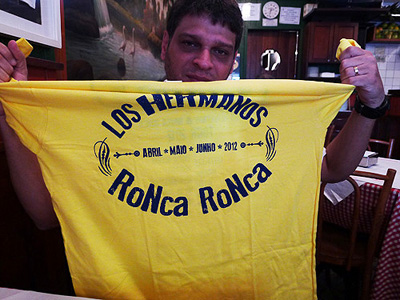 LOS HERMANOS
ABRIL * MAIO * JUNHO * 2012
RoNca RoNca